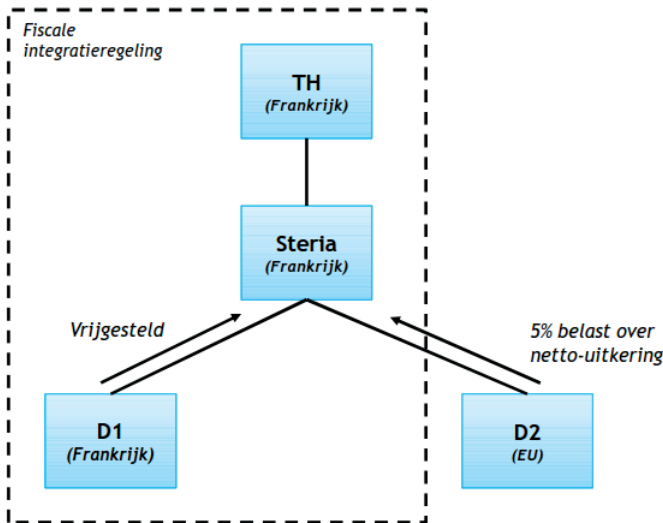 Fiscale
integratieregeling
TH
(Frankrijk)
Steria
(Frankrijk)
Vrijgesteld
5% belast over
netto-uitkering
D1
(Frankrijk)
D2
(EU)